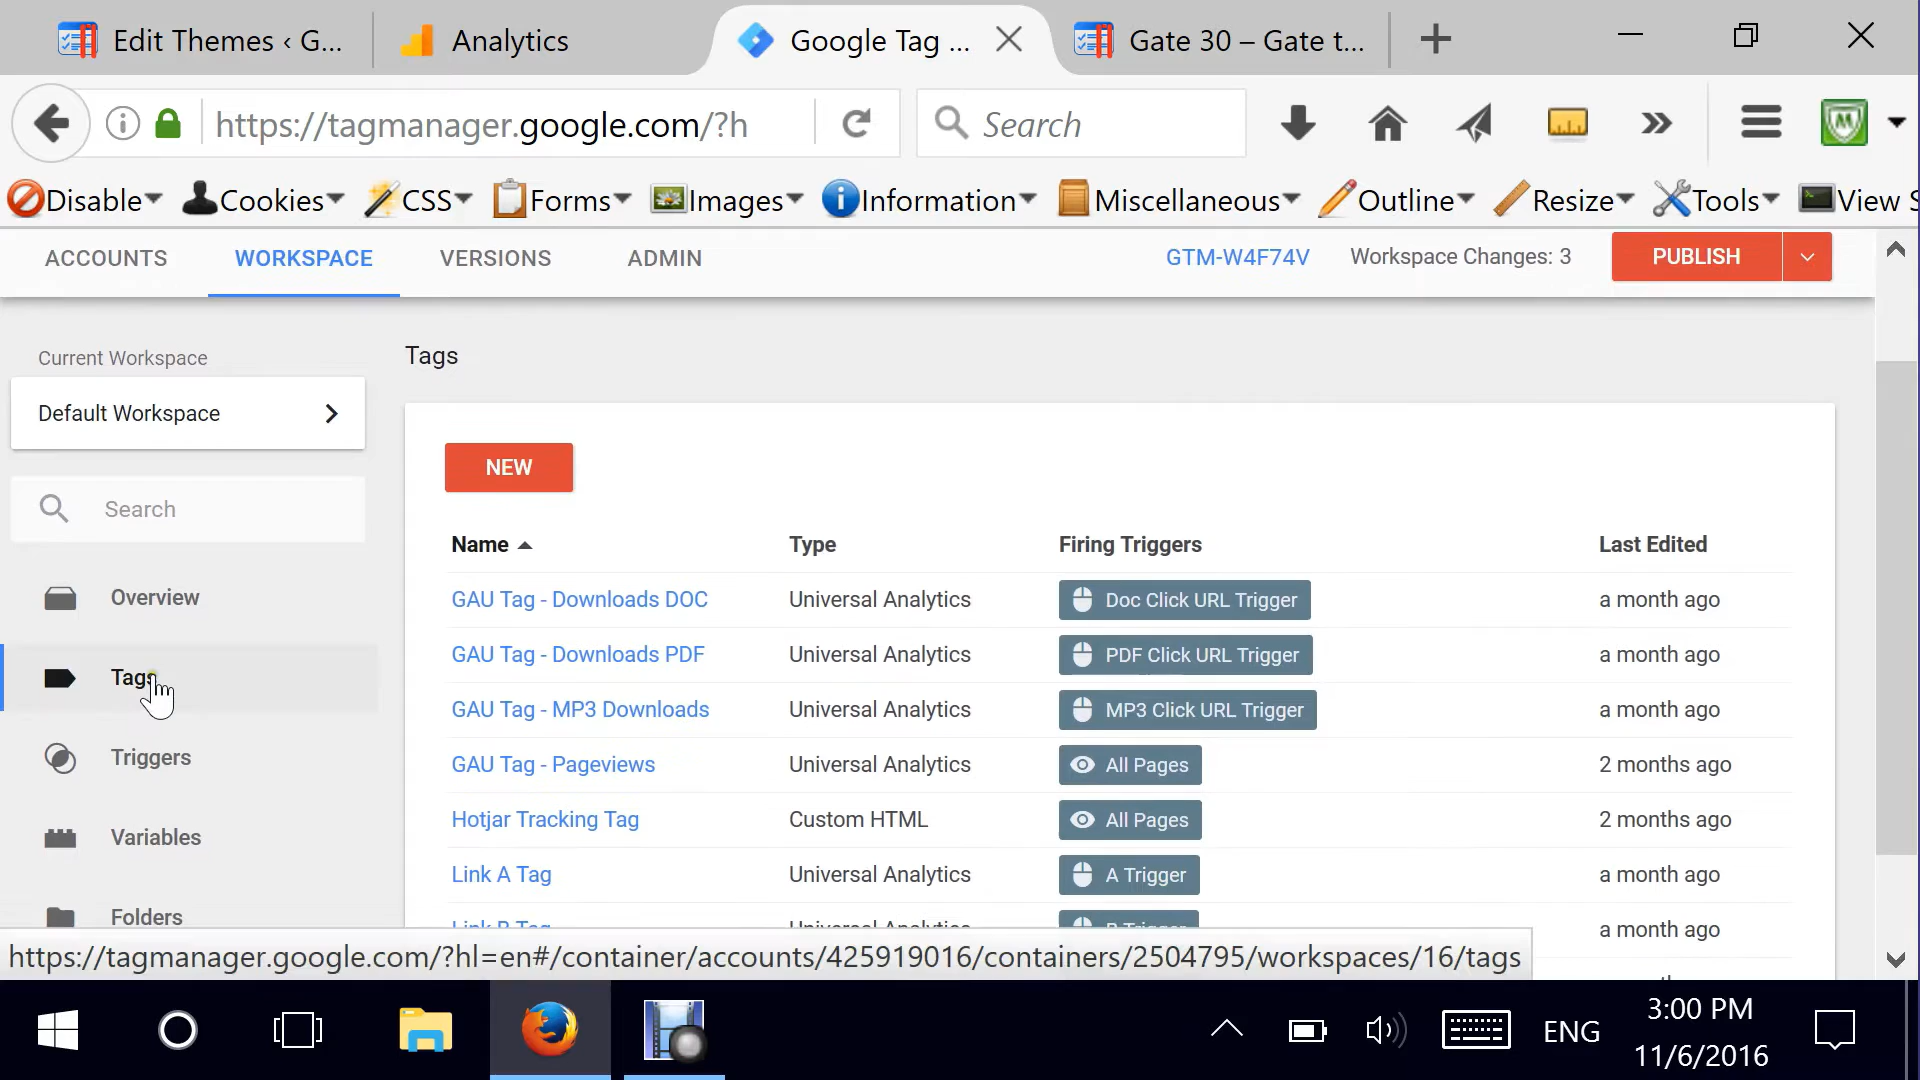 Edit Themes ‹ G...
Analytics
Google Tag ...
Gate 30 – Gate t...
https://tagmanager.google.com/?h
Search
Disable
Cookies
CSS
Forms
Images
Information
Miscellaneous
Outline
Resize
Tools
View S
ACCOUNTS
WORKSPACE
VERSIONS
ADMIN
GTM-W4F74V
Workspace Changes: 3
PUBLISH
Current Workspace
Default Workspace
Search
Overview
Tags
Triggers
Variables
Folders
Tags
NEW
Name Type Firing Triggers Last Edited
GAU Tag - Downloads DOC Universal Analytics Doc Click URL Trigger a month ago
GAU Tag - Downloads PDF Universal Analytics PDF Click URL Trigger a month ago
GAU Tag - MP3 Downloads Universal Analytics MP3 Click URL Trigger a month ago
GAU Tag - Pageviews Universal Analytics All Pages 2 months ago
Hotjar Tracking Tag Custom HTML All Pages 2 months ago
Link A Tag Universal Analytics A Trigger a month ago
Link B Tag Universal Analytics B Trigger a month ago
https://tagmanager.google.com/?hl=en#/container/accounts/425919016/containers/2504795/workspaces/16/tags
ENG
3:00 PM
11/6/2016